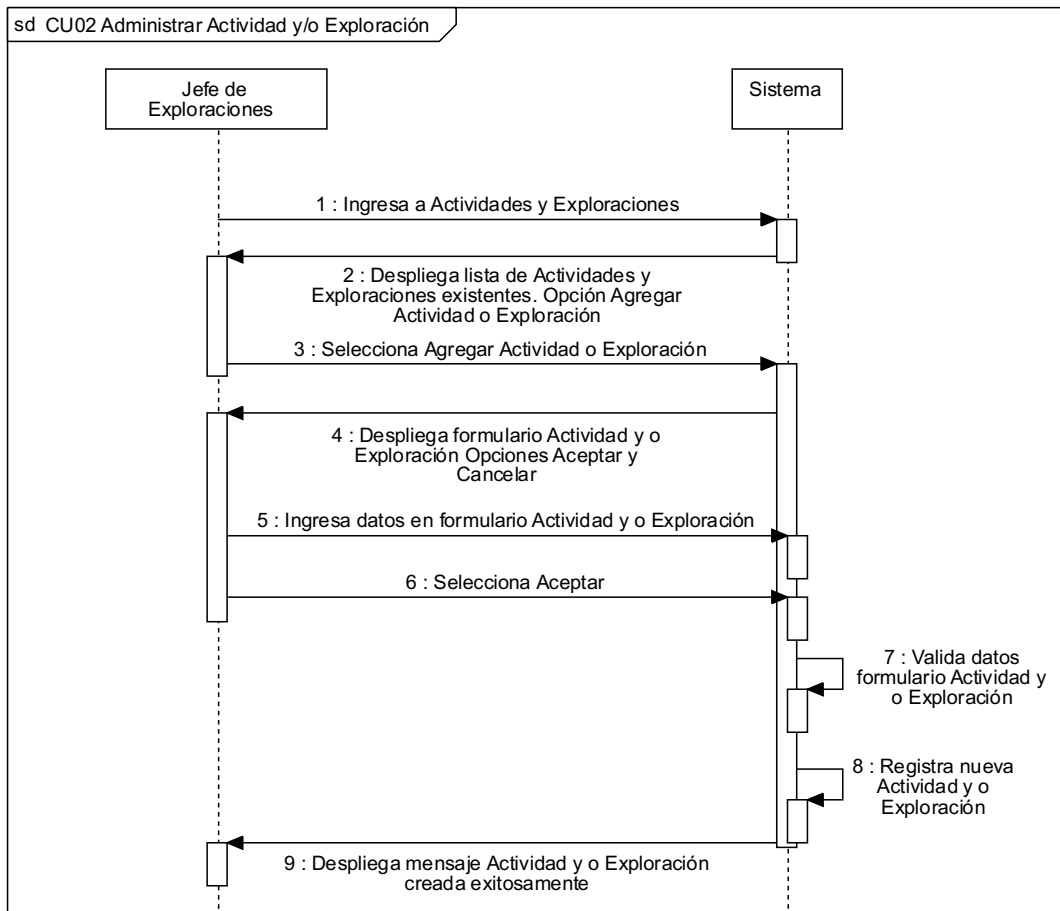 sd CU02 Administrar Actividad y/o Exploración
Jefe de
Exploraciones
Sistema
1 : Ingresa a Actividades y Exploraciones
2 : Despliega lista de Actividades y
Exploraciones existentes. Opción Agregar
Actividad o Exploración
3 : Selecciona Agregar Actividad o Exploración
4 : Despliega formulario Actividad y o
Exploración Opciones Aceptar y
Cancelar
5 : Ingresa datos en formulario Actividad y o Exploración
6 : Selecciona Aceptar
7 : Valida datos
formulario Actividad y
o Exploración
8 : Registra nueva
Actividad y o
Exploración
9 : Despliega mensaje Actividad y o Exploración
creada exitosamente